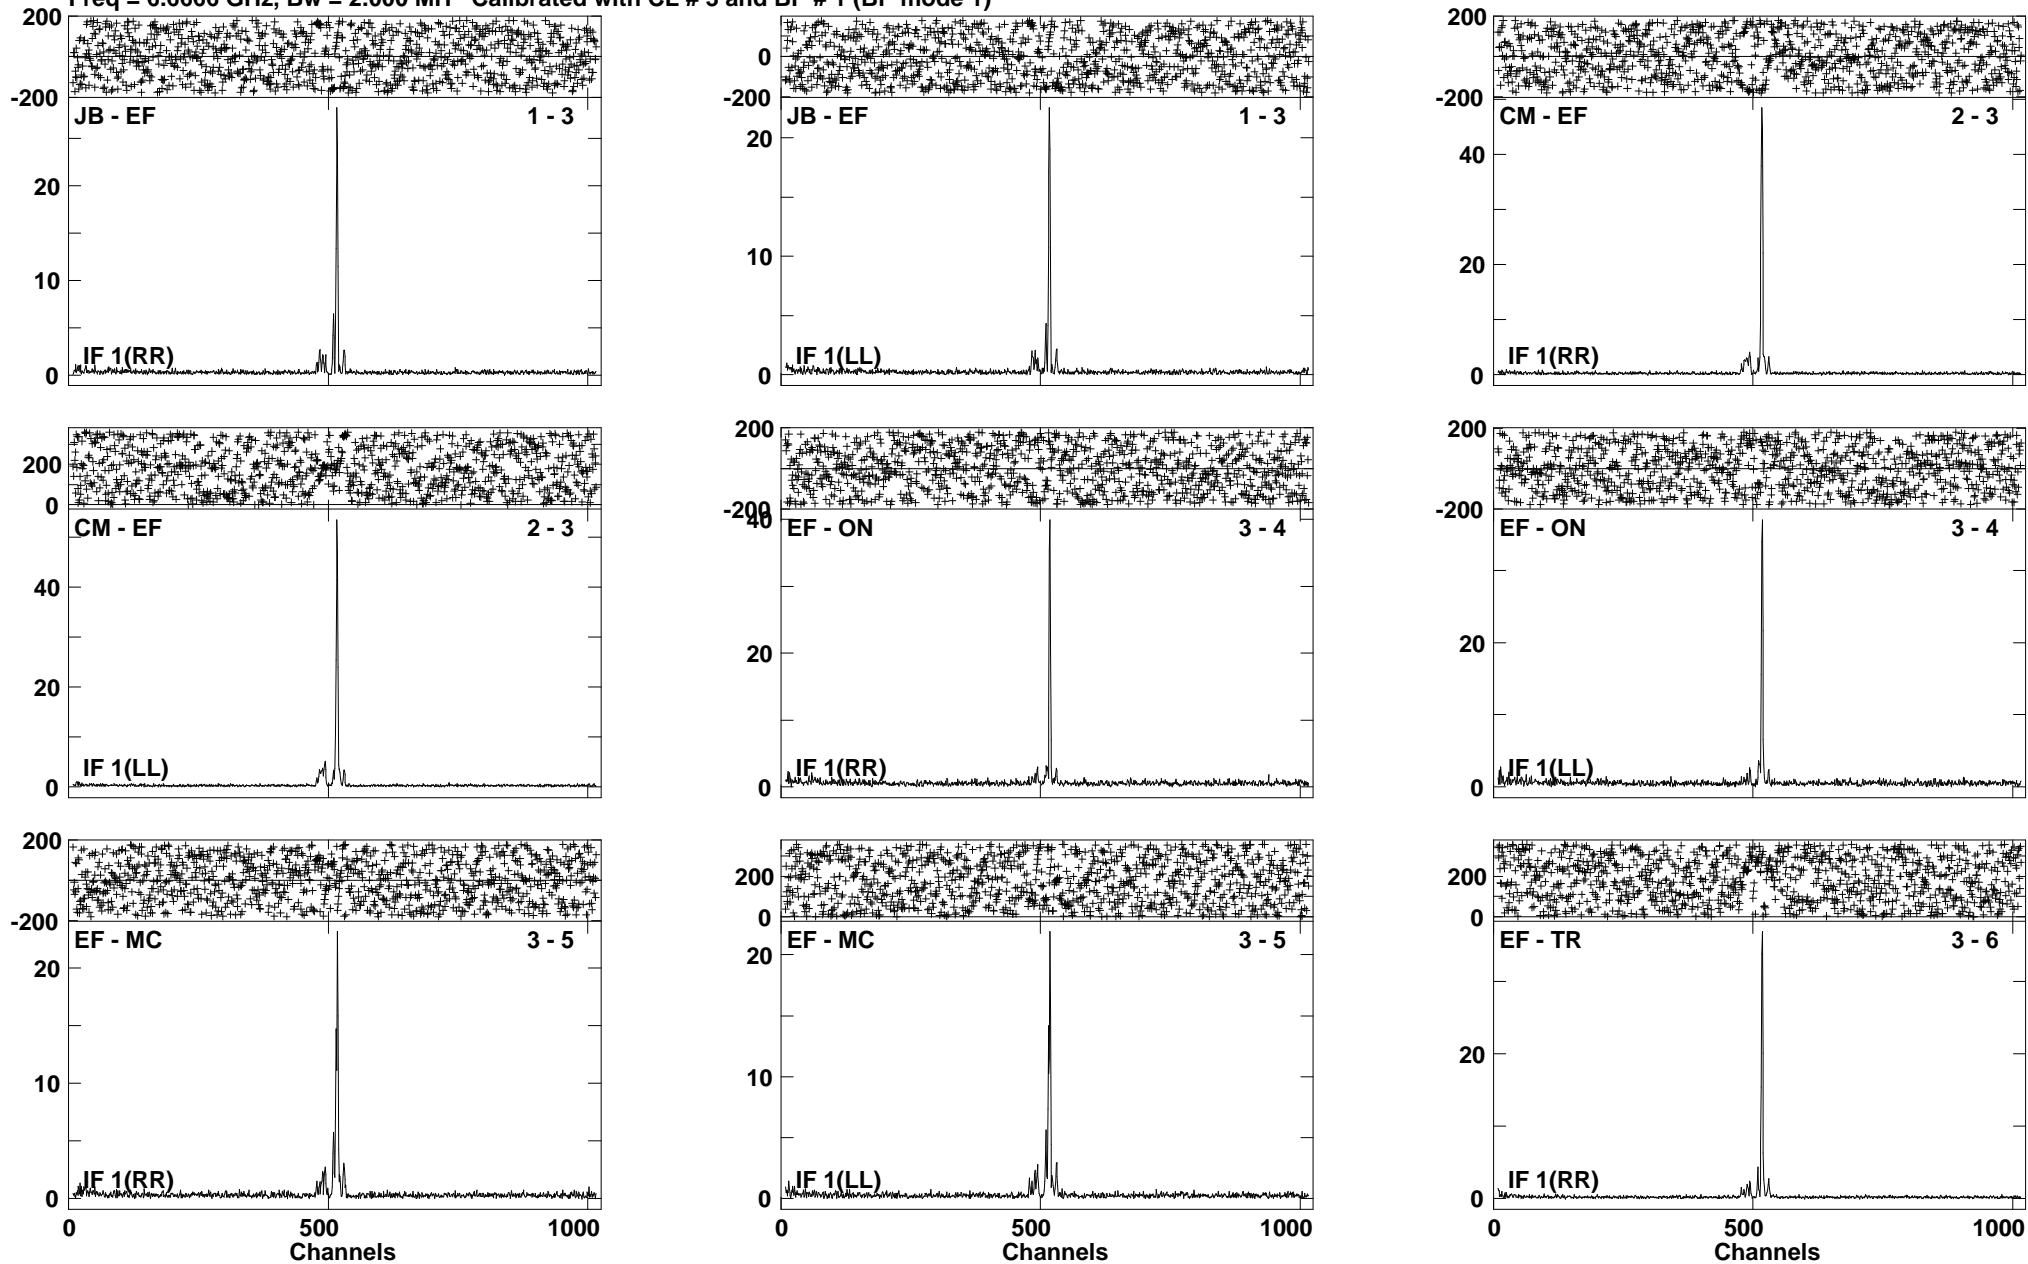 Freq = 6.6666 GHz, Bw = 2.000 MH Calibrated with CL # 3 and BP # 1 (BP mode 1)
200
-200
JB - EF 1 - 3
20
10
0
IF 1(RR)
0
-200
JB - EF 1 - 3
20
10
0
IF 1(LL)
200
-200
CM - EF 2 - 3
40
20
0
IF 1(RR)
200
0
CM - EF 2 - 3
40
20
0
IF 1(LL)
200
-200
40
EF - ON 3 - 4
20
0
IF 1(RR)
200
-200
EF - ON 3 - 4
20
0
IF 1(LL)
200
-200
EF - MC 3 - 5
20
10
0
IF 1(RR)
0 500 1000
Channels
200
0
EF - MC 3 - 5
20
10
0
IF 1(LL)
0 500 1000
Channels
200
0
EF - TR 3 - 6
20
0
IF 1(RR)
0 500 1000
Channels